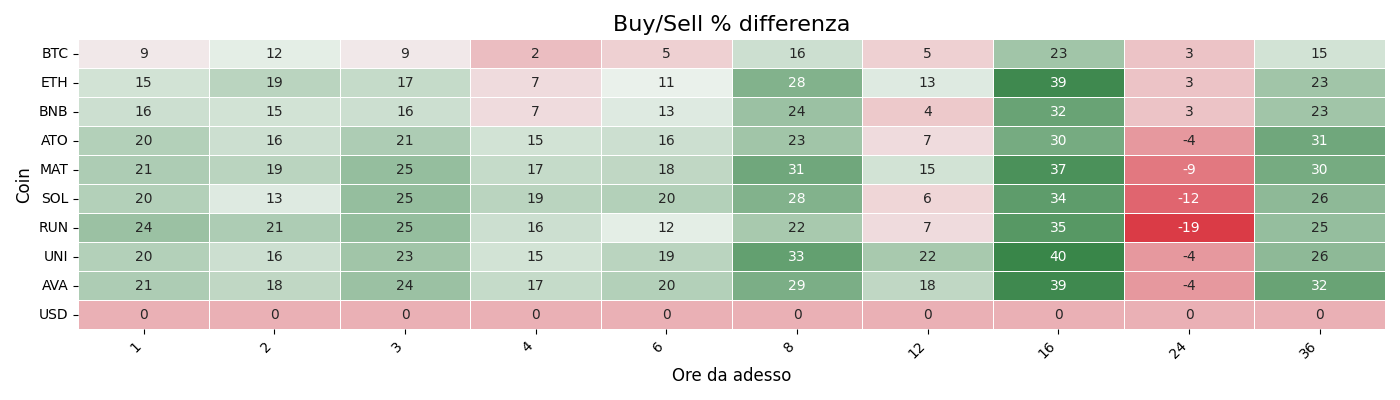 Buy/Sell % differenza
BTC 9 12 9 2 5 16 5 23 3 15
ETH 15 19 17 7 11 28 13 39 3 23
BNB 16 15 16 7 13 24 4 32 3 23
ATO 20 16 21 15 16 23 7 30 -4 31
MAT 21 19 25 17 18 31 15 37 -9 30
SOL 20 13 25 19 20 28 6 34 -12 26
RUN 24 21 25 16 12 22 7 35 -19 25
UNI 20 16 23 15 19 33 22 40 -4 26
AVA 21 18 24 17 20 29 18 39 -4 32
USD 0 0 0 0 0 0 0 0 0 0
Coin
1 2 3 4 6 8 12 16 24 36
Ore da adesso